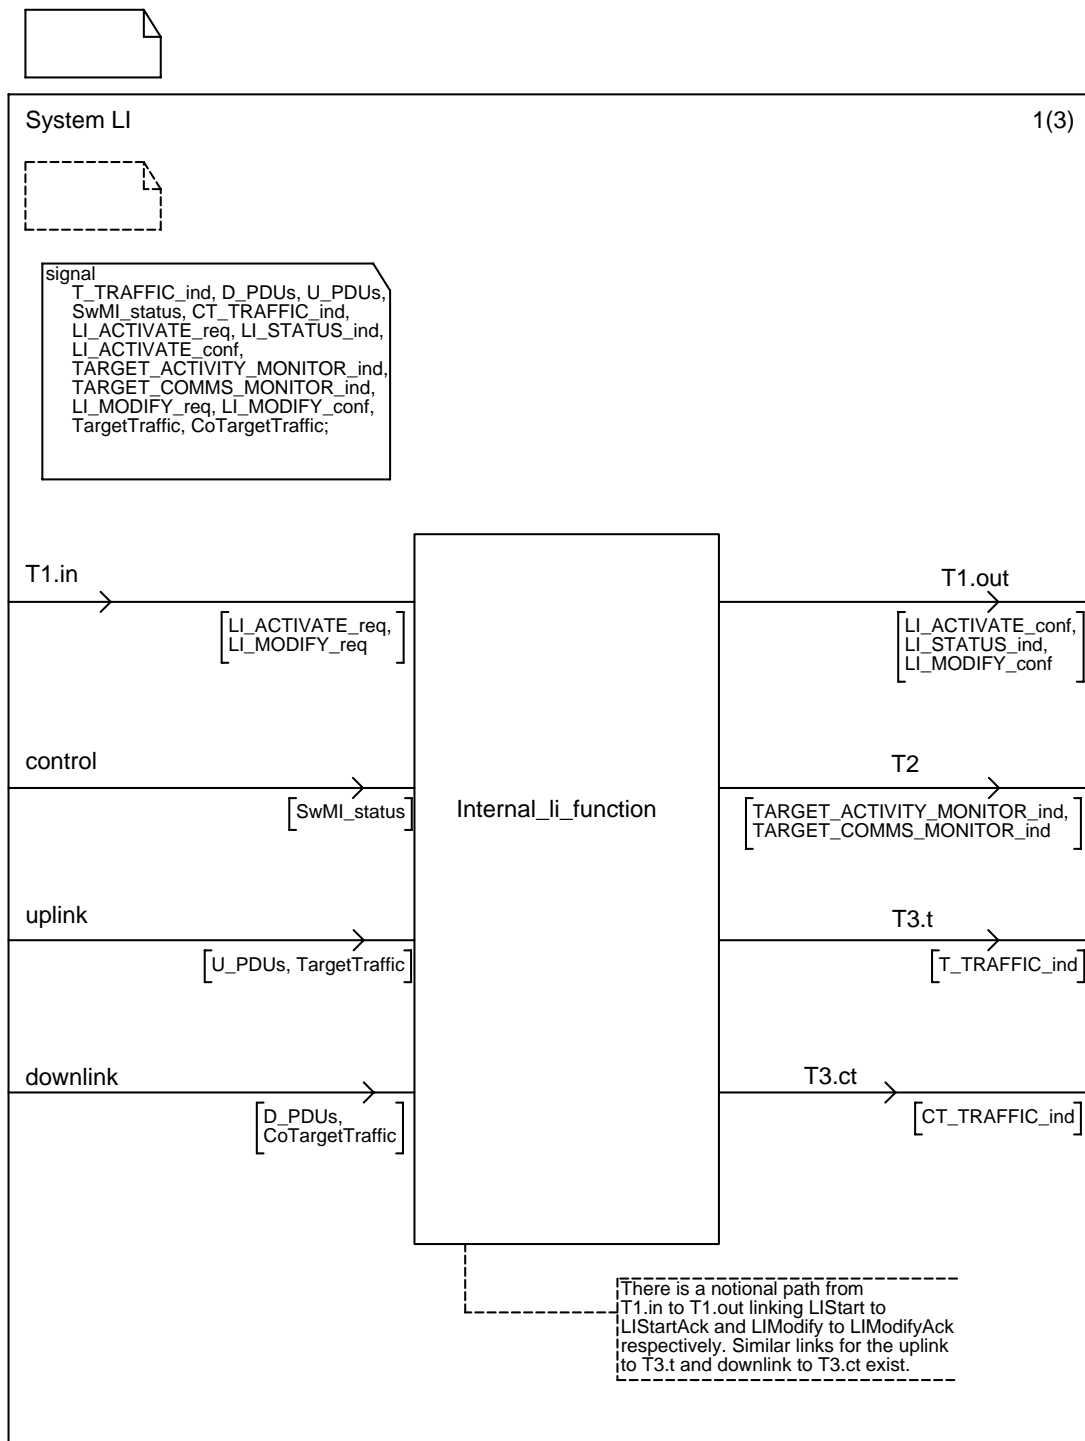 System LI
1(3)
signal
T_TRAFFIC_ind, D_PDUs, U_PDUs,
SwMI_status, CT_TRAFFIC_ind,
LI_ACTIVATE_req, LI_STATUS_ind,
LI_ACTIVATE_conf,
TARGET_ACTIVITY_MONITOR_ind,
TARGET_COMMS_MONITOR_ind,
LI_MODIFY_req, LI_MODIFY_conf,
TargetTraffic, CoTargetTraffic;
T1.in
LI_ACTIVATE_req,
LI_MODIFY_req
T1.out
LI_ACTIVATE_conf,
LI_STATUS_ind,
LI_MODIFY_conf
control
SwMI_status
Internal_li_function
T2
TARGET_ACTIVITY_MONITOR_ind,
TARGET_COMMS_MONITOR_ind
uplink
U_PDUs, TargetTraffic
T3.t
T_TRAFFIC_ind
downlink
D_PDUs,
CoTargetTraffic
T3.ct
CT_TRAFFIC_ind
There is a notional path from
T1.in to T1.out linking LIStart to
LIStartAck and LIModify to LIModifyAck
respectively. Similar links for the uplink
to T3.t and downlink to T3.ct exist.